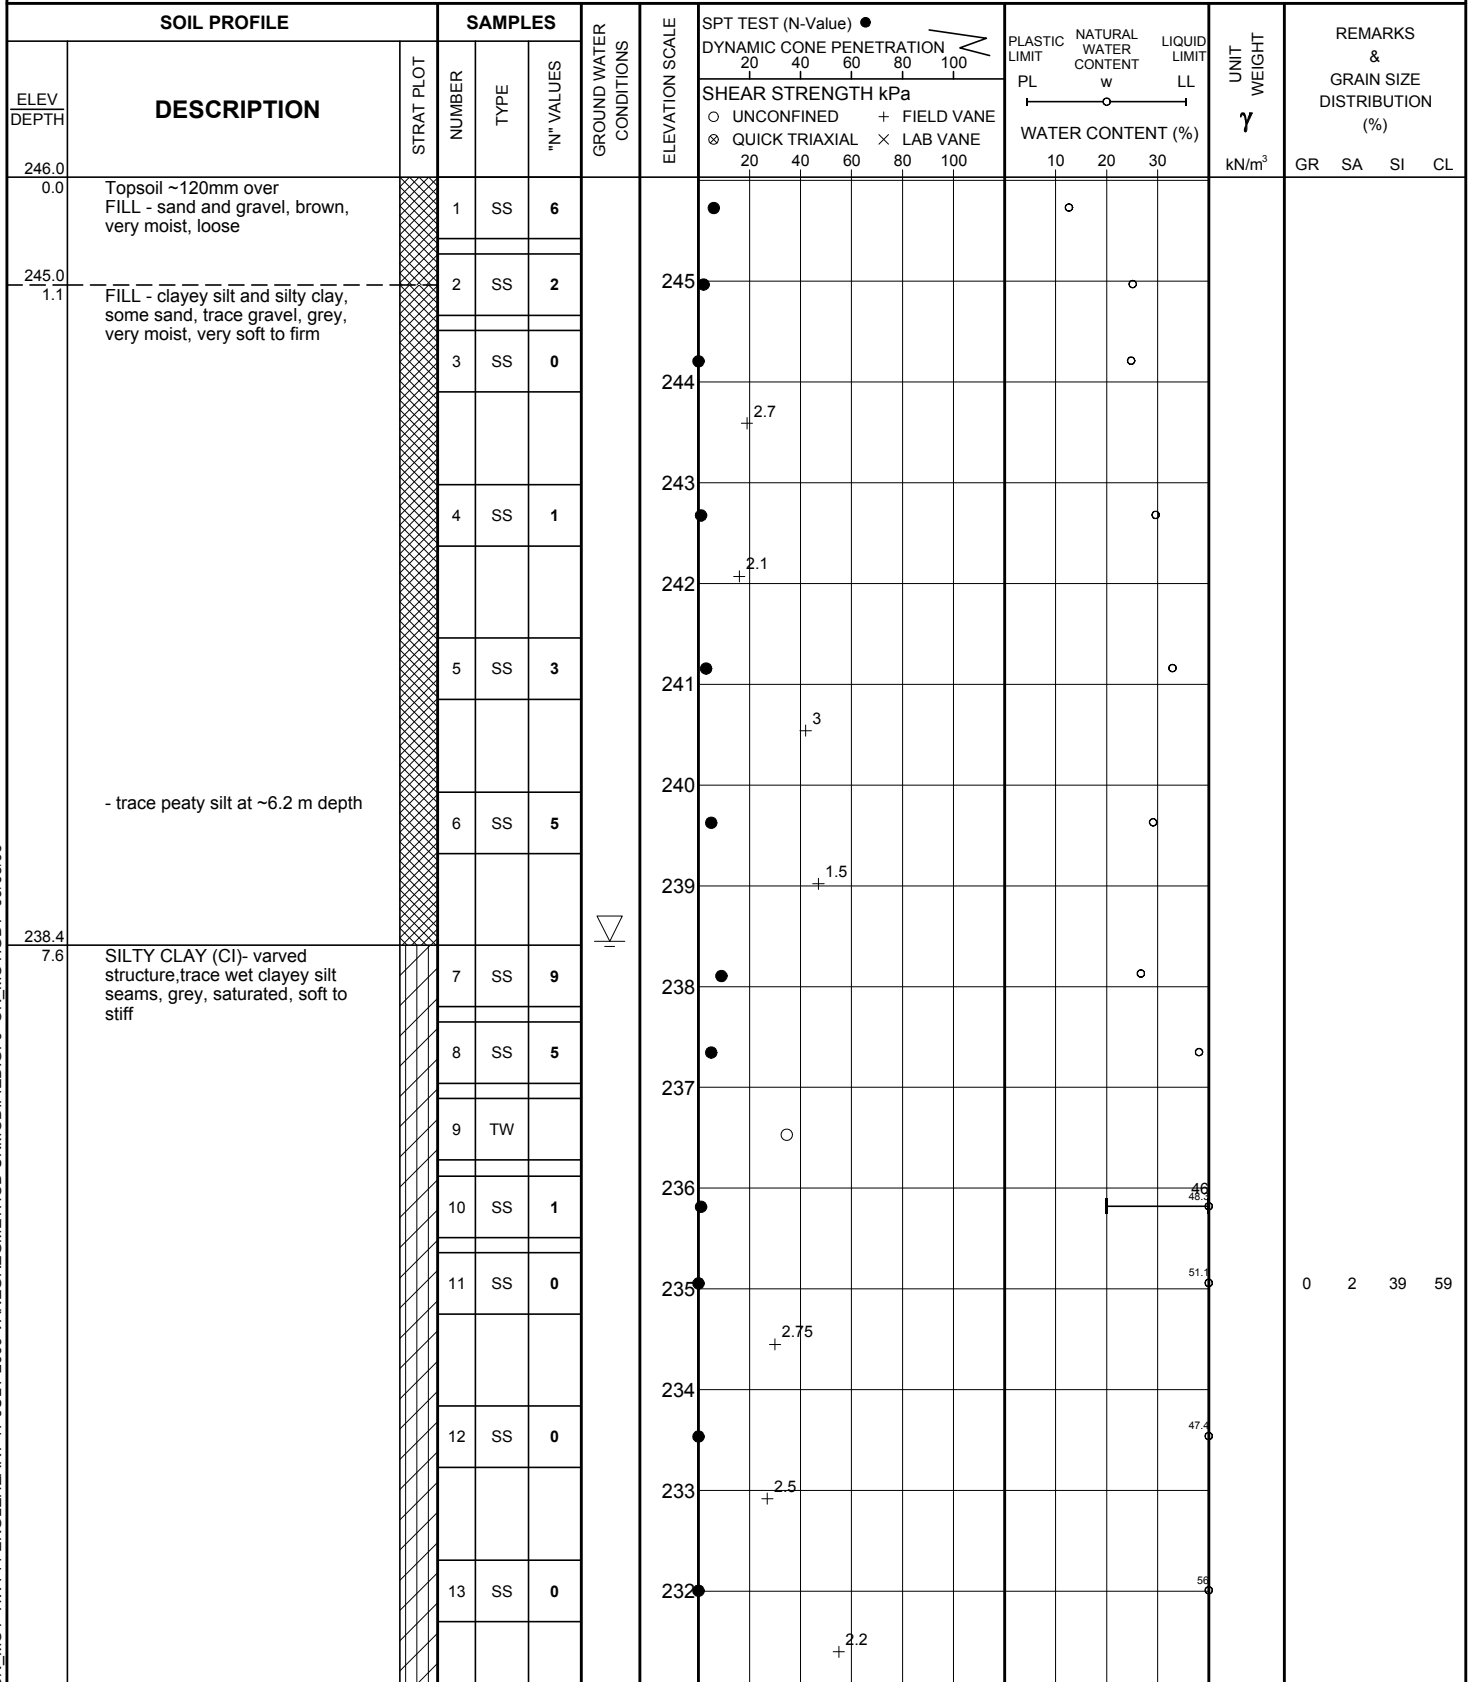 SOIL PROFILE
SAMPLES
GROUND WATER
CONDITIONS
ELEVATION SCALE
SPT TEST (N-Value) ●
DYNAMIC CONE PENETRATION
20 40 60 80 100
SHEAR STRENGTH kPa
○ UNCONFINED + FIELD VANE
⊗ QUICK TRIAXIAL × LAB VANE
20 40 60 80 100
PLASTIC
LIMIT
NATURAL
WATER
CONTENT
LIQUID
LIMIT
PL w LL
WATER CONTENT (%)
10 20 30
UNIT
WEIGHT
γ
kN/m³
REMARKS
&
GRAIN SIZE
DISTRIBUTION
(%)
GR SA SI CL
ELEV
DEPTH
DESCRIPTION
STRAT PLOT
NUMBER
TYPE
"N" VALUES
246.0
0.0
Topsoil ~120mm over
FILL - sand and gravel, brown,
very moist, loose
1 SS 6
245.0
1.1
FILL - clayey silt and silty clay,
some sand, trace gravel, grey,
very moist, very soft to firm
2 SS 2
245
3 SS 0
244
2.7
243
4 SS 1
2.1
242
5 SS 3
241
3
240
- trace peaty silt at ~6.2 m depth
6 SS 5
1.5
239
238.4
7.6
SILTY CLAY (CI)- varved
structure,trace wet clayey silt
seams, grey, saturated, soft to
stiff
7 SS 9
238
8 SS 5
237
9 TW
236
46
10 SS 1
11 SS 0
51.1
235
0 2 39 59
2.75
234
12 SS 0
47.4
2.5
233
13 SS 0
56
232
2.2